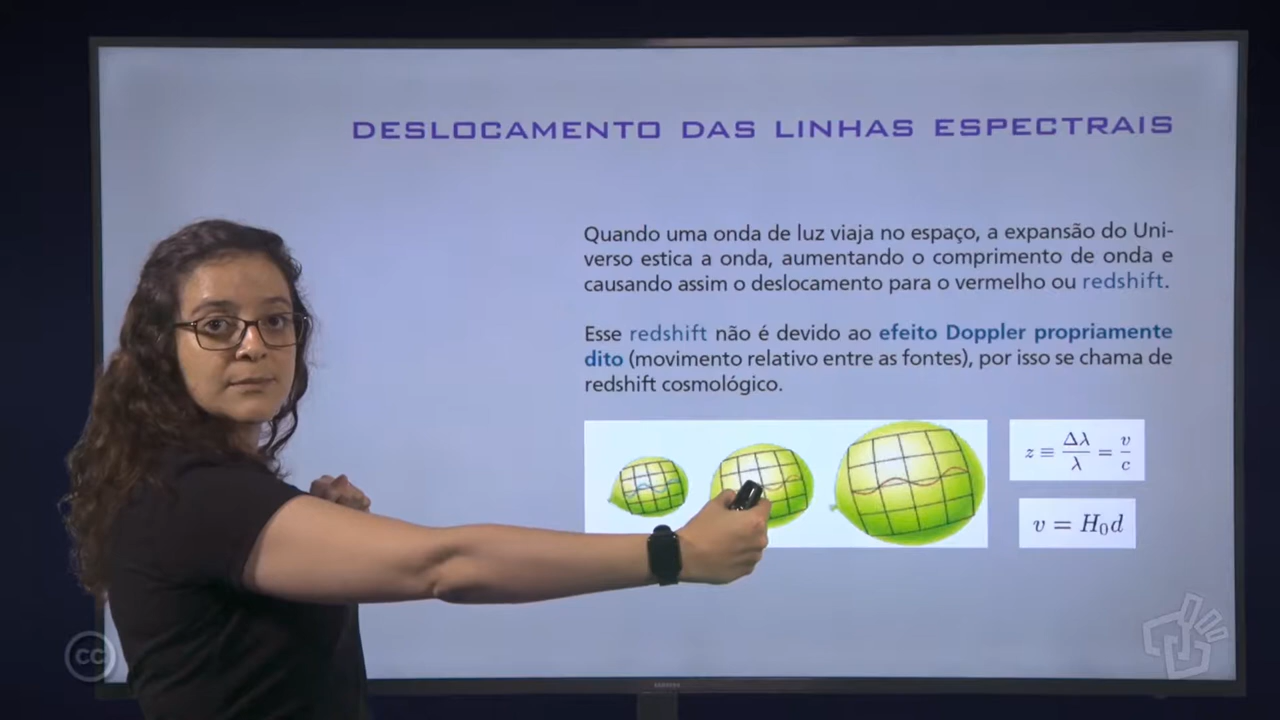 DESLOCAMENTO DAS LINHAS ESPECTRAIS
Quando uma onda de luz viaja no espaço, a expansão do Uni-
verso estica a onda, aumentando o comprimento de onda e
causando assim o deslocamento para o vermelho ou redshift.
Esse redshift não é devido ao efeito Doppler propriamente
dito (movimento relativo entre as fontes), por isso se chama de
redshift cosmológico.
z ≡ Δλ/λ = v/c
v = H₀d
cc
SAMSUNG